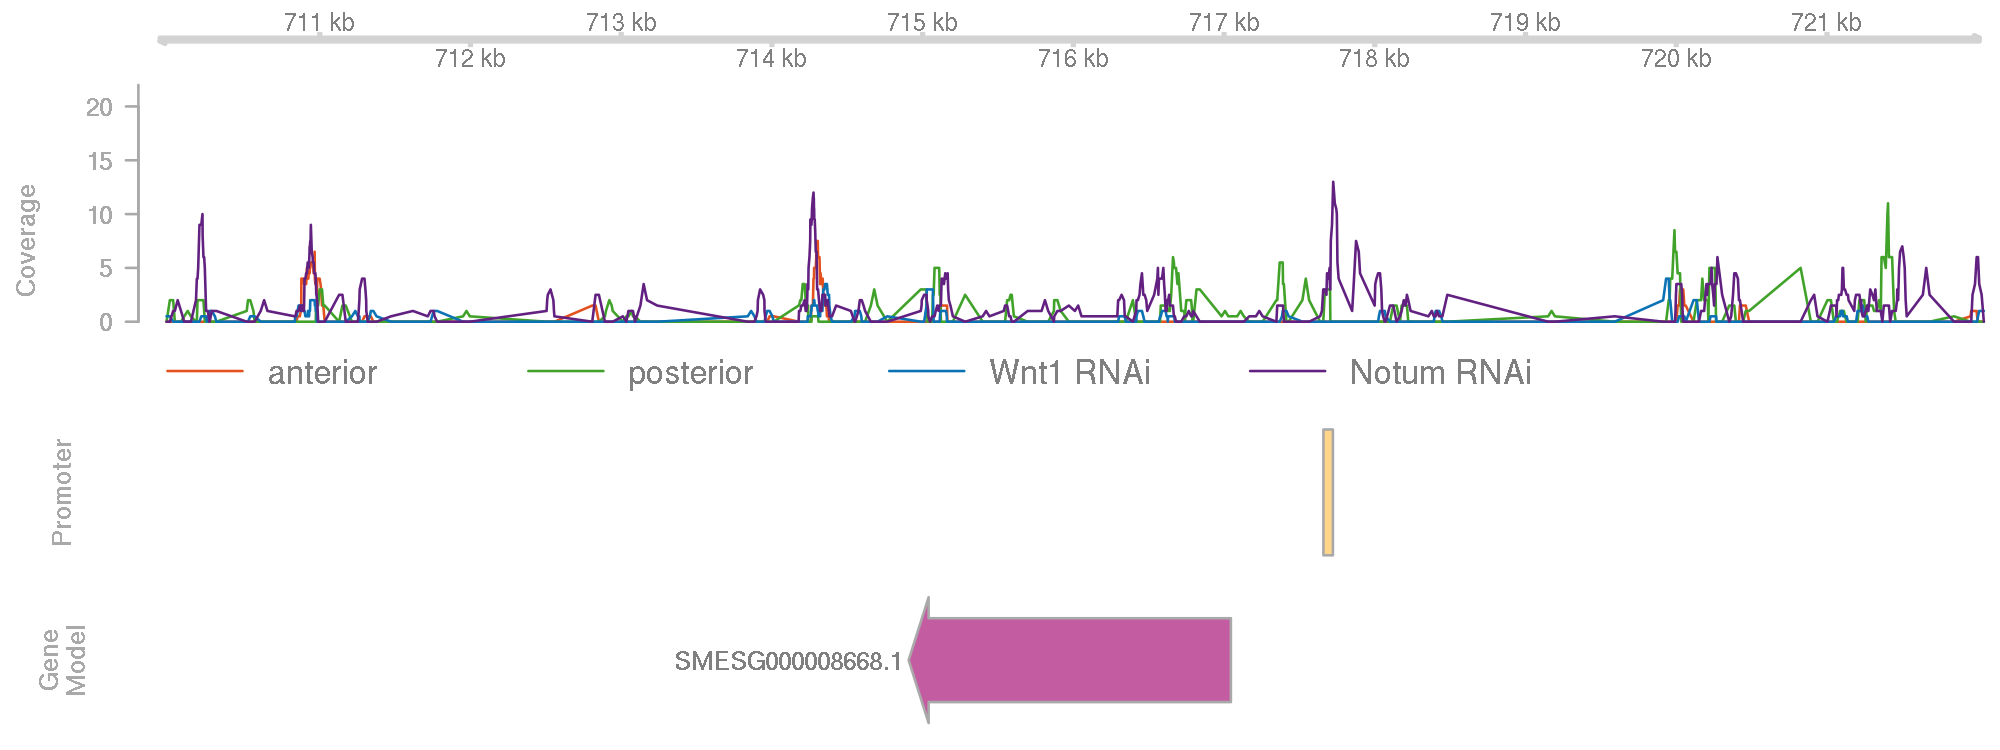 711 kb 713 kb 715 kb 717 kb 719 kb 721 kb
712 kb 714 kb 716 kb 718 kb 720 kb
Coverage
20
15
10
5
0
anterior posterior Wnt1 RNAi Notum RNAi
Promoter
Gene
Model
SMESG000008668.1